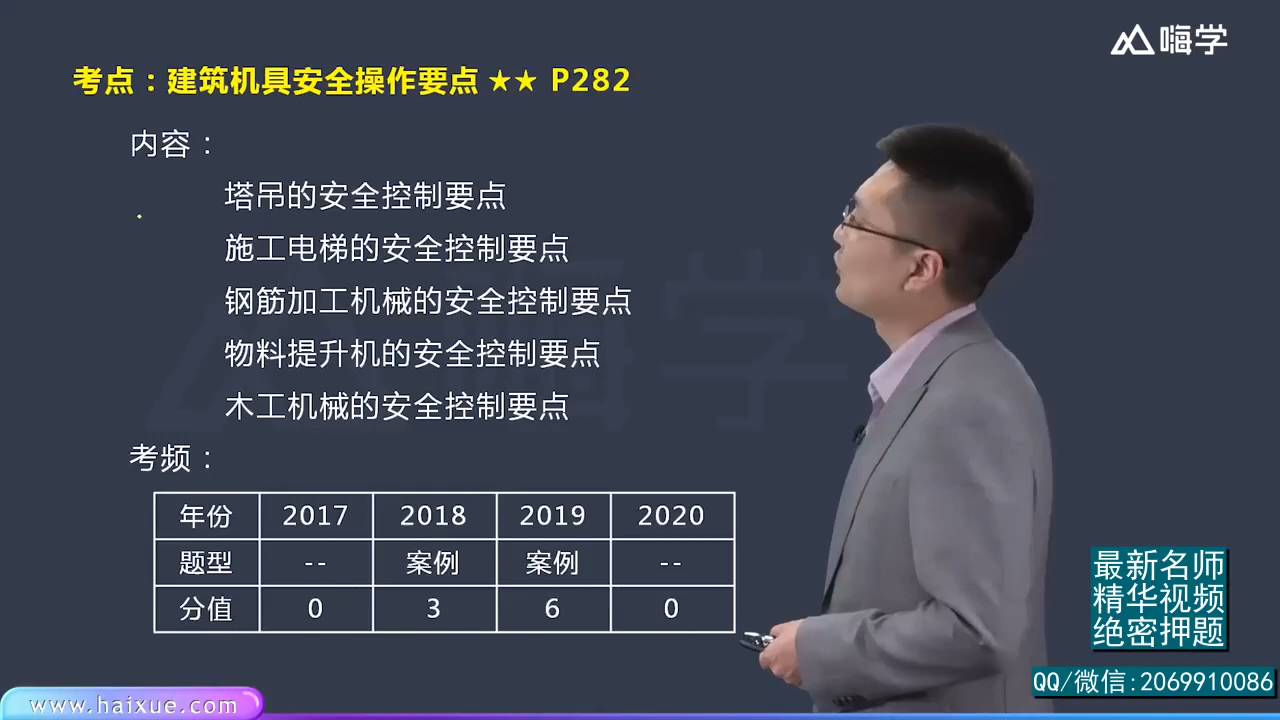 嗨学
考点：建筑机具安全操作要点 ★★ P282
内容：
塔吊的安全控制要点
施工电梯的安全控制要点
钢筋加工机械的安全控制要点
物料提升机的安全控制要点
木工机械的安全控制要点
考频：
年份 2017 2018 2019 2020
题型 -- 案例 案例 --
分值 0 3 6 0
最新名师
精华视频
绝密押题
QQ/微信:2069910086
www.haixue.com
嗨学